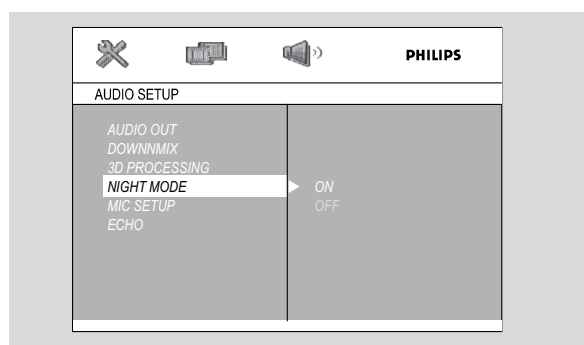 PHILIPS
AUDIO SETUP
AUDIO OUT
DOWNNMIX
3D PROCESSING
NIGHT MODE ON
MIC SETUP OFF
ECHO